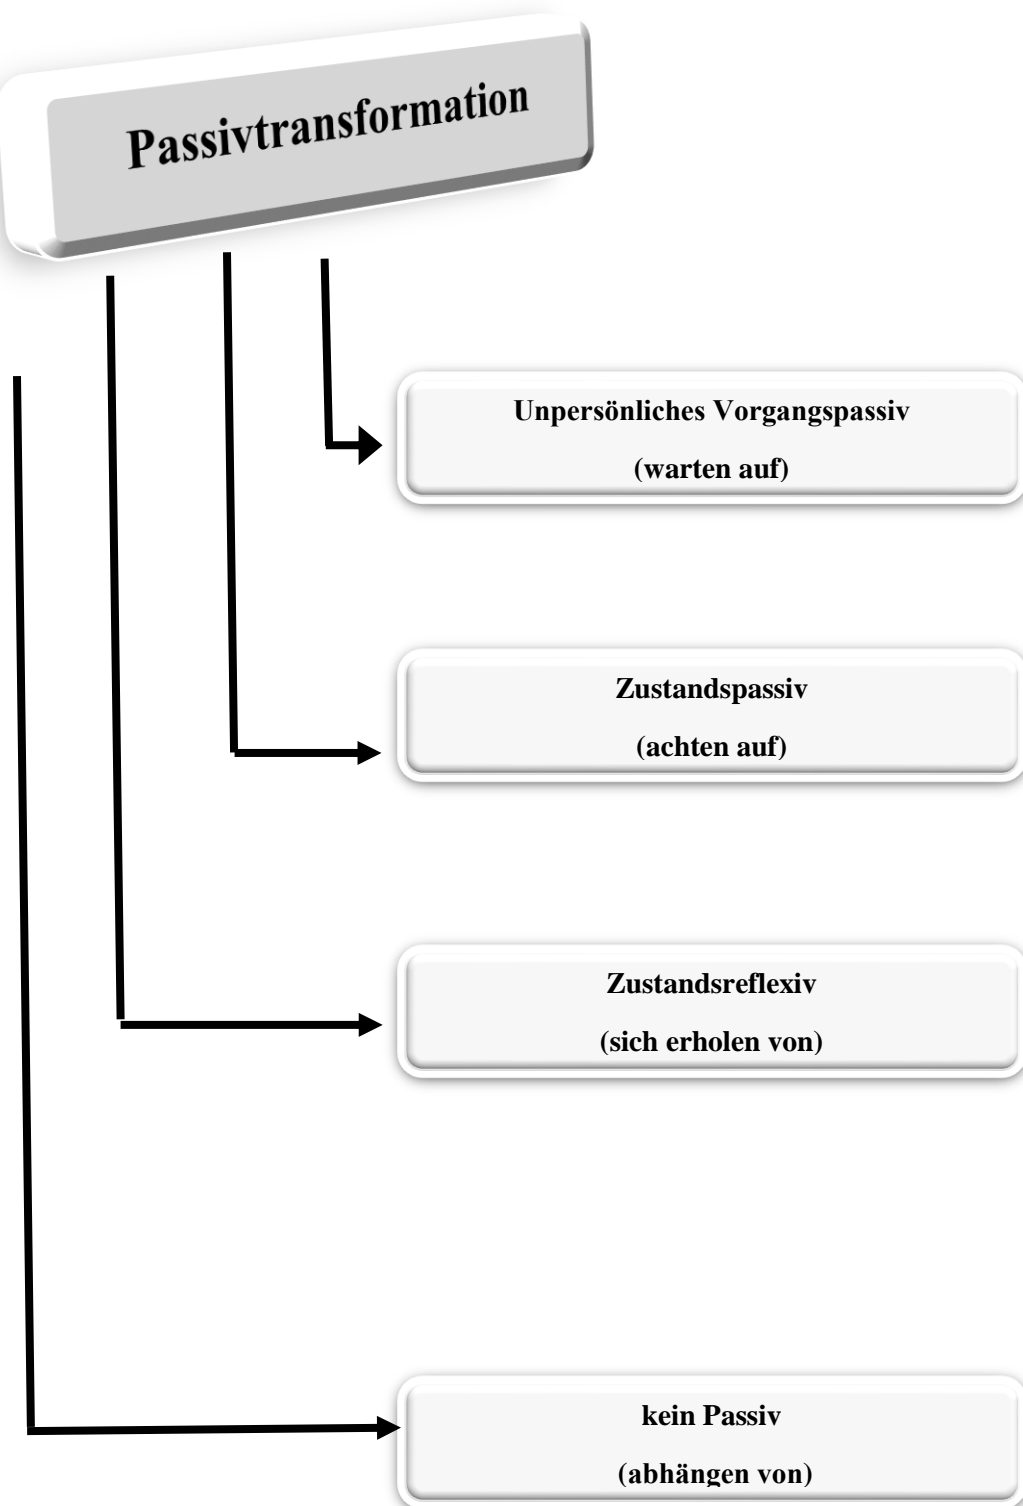 Passivtransformation
Unpersönliches Vorgangspassiv
(warten auf)
Zustandspassiv
(achten auf)
Zustandsreflexiv
(sich erholen von)
kein Passiv
(abhängen von)